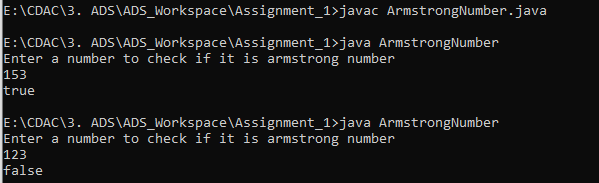 E:\CDAC\3. ADS\ADS_Workspace\Assignment_1>javac ArmstrongNumber.java
E:\CDAC\3. ADS\ADS_Workspace\Assignment_1>java ArmstrongNumber
Enter a number to check if it is armstrong number
153
true
E:\CDAC\3. ADS\ADS_Workspace\Assignment_1>java ArmstrongNumber
Enter a number to check if it is armstrong number
123
false